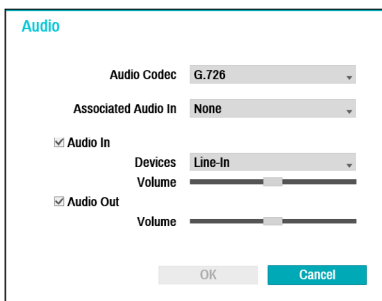 Audio
Audio Codec G.726
Associated Audio In None
Audio In
Devices Line-In
Volume
Audio Out
Volume
OK Cancel